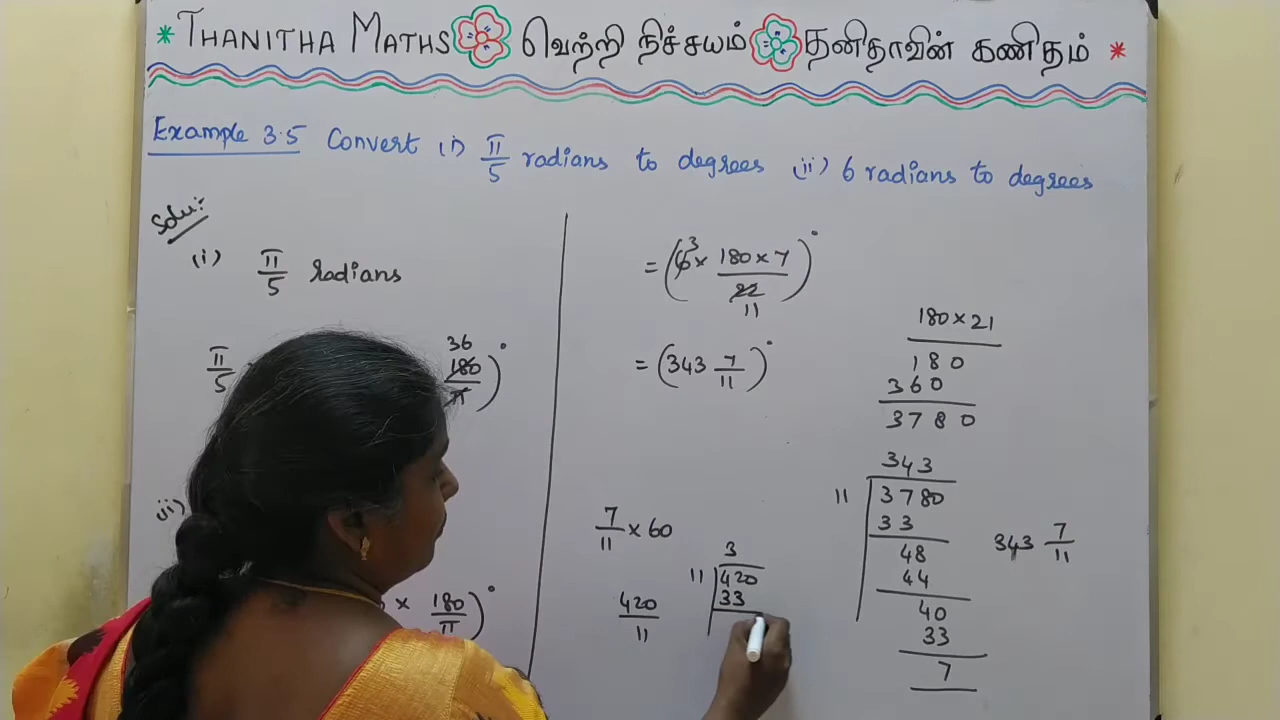 * THANITHA MATHS வெற்றி நிச்சயம் தனிதாவின் கணிதம் *
Example 3.5 Convert (i) π/5 radians to degrees (ii) 6 radians to degrees
Solu:-
(i) π/5 radians
π/5
36
180/π)°
(ii)
× 180/π)°
= (6 3 × 180 × 7 / 22 11)°
= (343 7/11)°
7/11 × 60
420/11
3
11 420
33
180 × 21
180
360
3780
343
11 3780
33
48
44
40
33
7
343 7/11